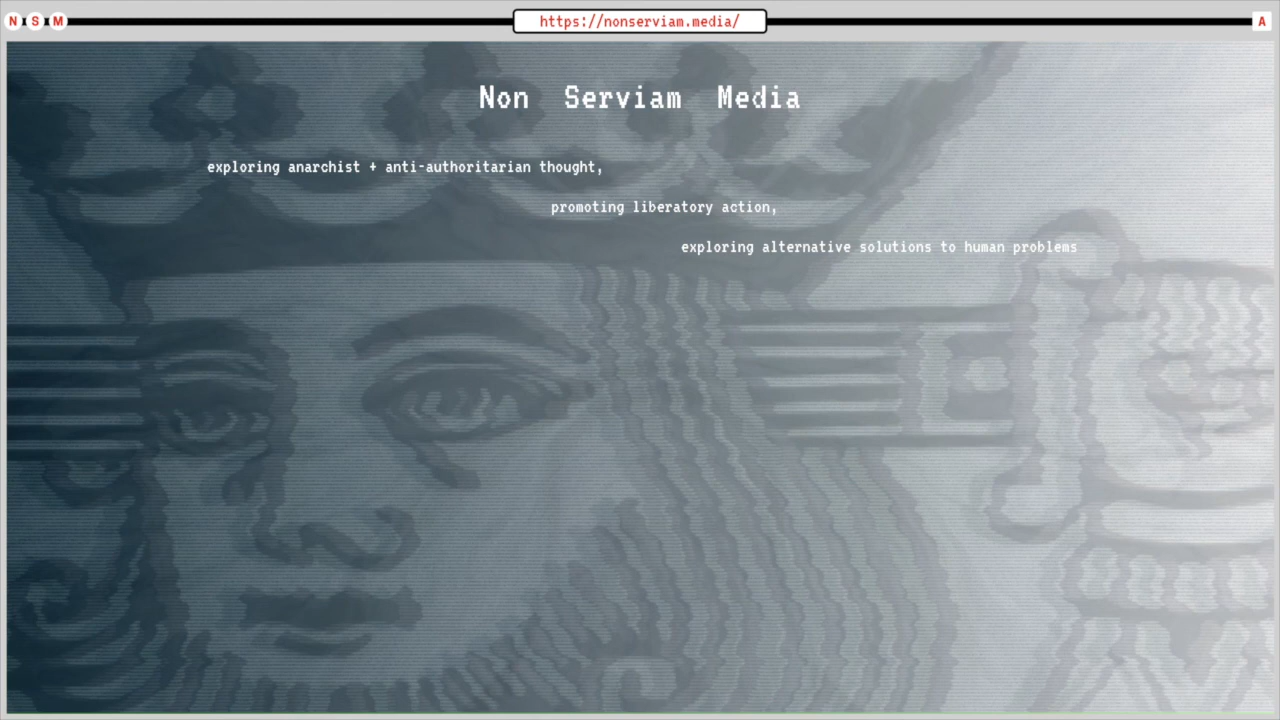 N S M
https://nonserviam.media/
A
Non Serviam Media
exploring anarchist + anti-authoritarian thought,
promoting liberatory action,
exploring alternative solutions to human problems